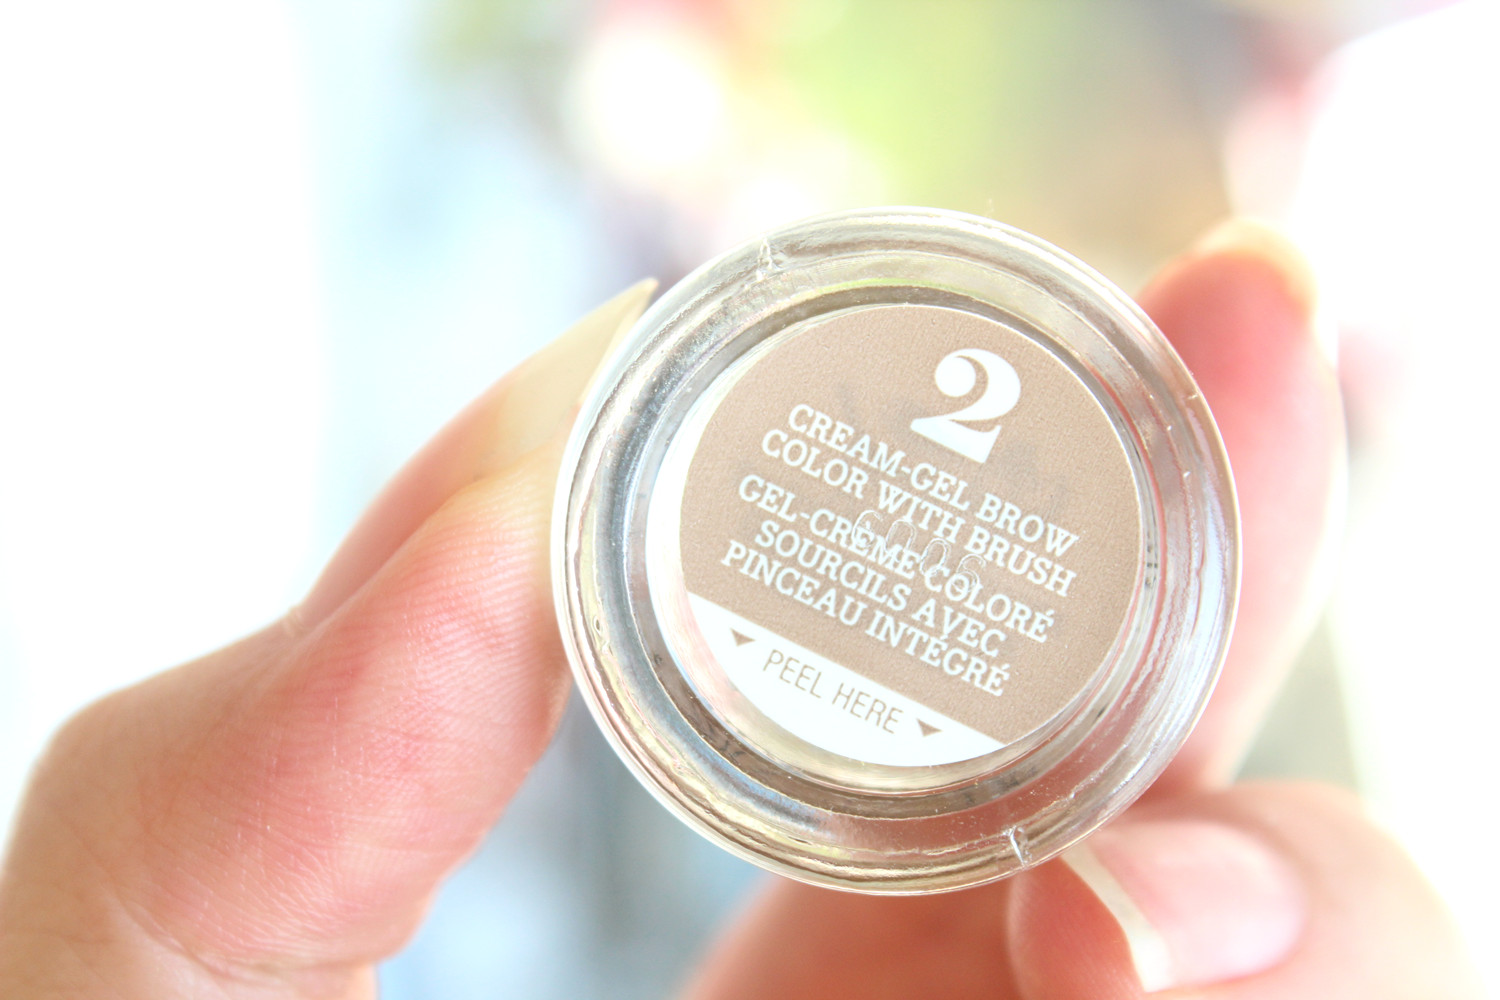 2
CREAM-GEL BROW
COLOR WITH BRUSH
GEL-CRÈME COLORÉ
SOURCILS AVEC
PINCEAU INTÉGRÉ
PEEL HERE